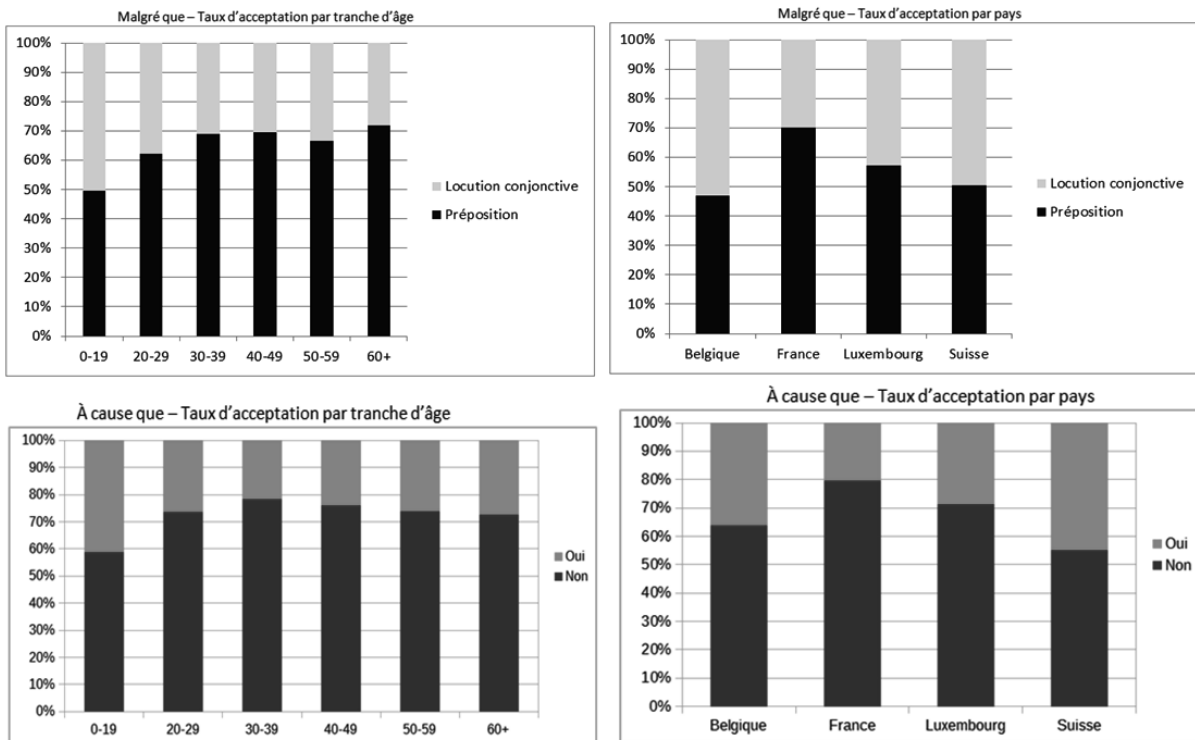 Malgré que – Taux d'acceptation par tranche d'âge
100%
90%
80%
70%
60%
50%
40%
30%
20%
10%
0%
0-19 20-29 30-39 40-49 50-59 60+
Locution conjonctive
Préposition
Malgré que – Taux d'acceptation par pays
100%
90%
80%
70%
60%
50%
40%
30%
20%
10%
0%
Belgique France Luxembourg Suisse
Locution conjonctive
Préposition
À cause que – Taux d'acceptation par tranche d'âge
100%
90%
80%
70%
60%
50%
40%
30%
20%
10%
0%
0-19 20-29 30-39 40-49 50-59 60+
Oui
Non
À cause que – Taux d'acceptation par pays
100%
90%
80%
70%
60%
50%
40%
30%
20%
10%
0%
Belgique France Luxembourg Suisse
Oui
Non